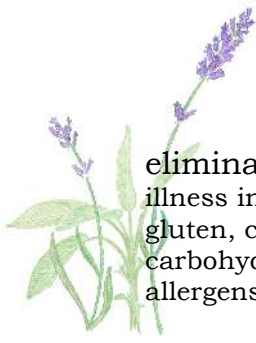 elimina
illness in
gluten, c
carbohyd
allergens